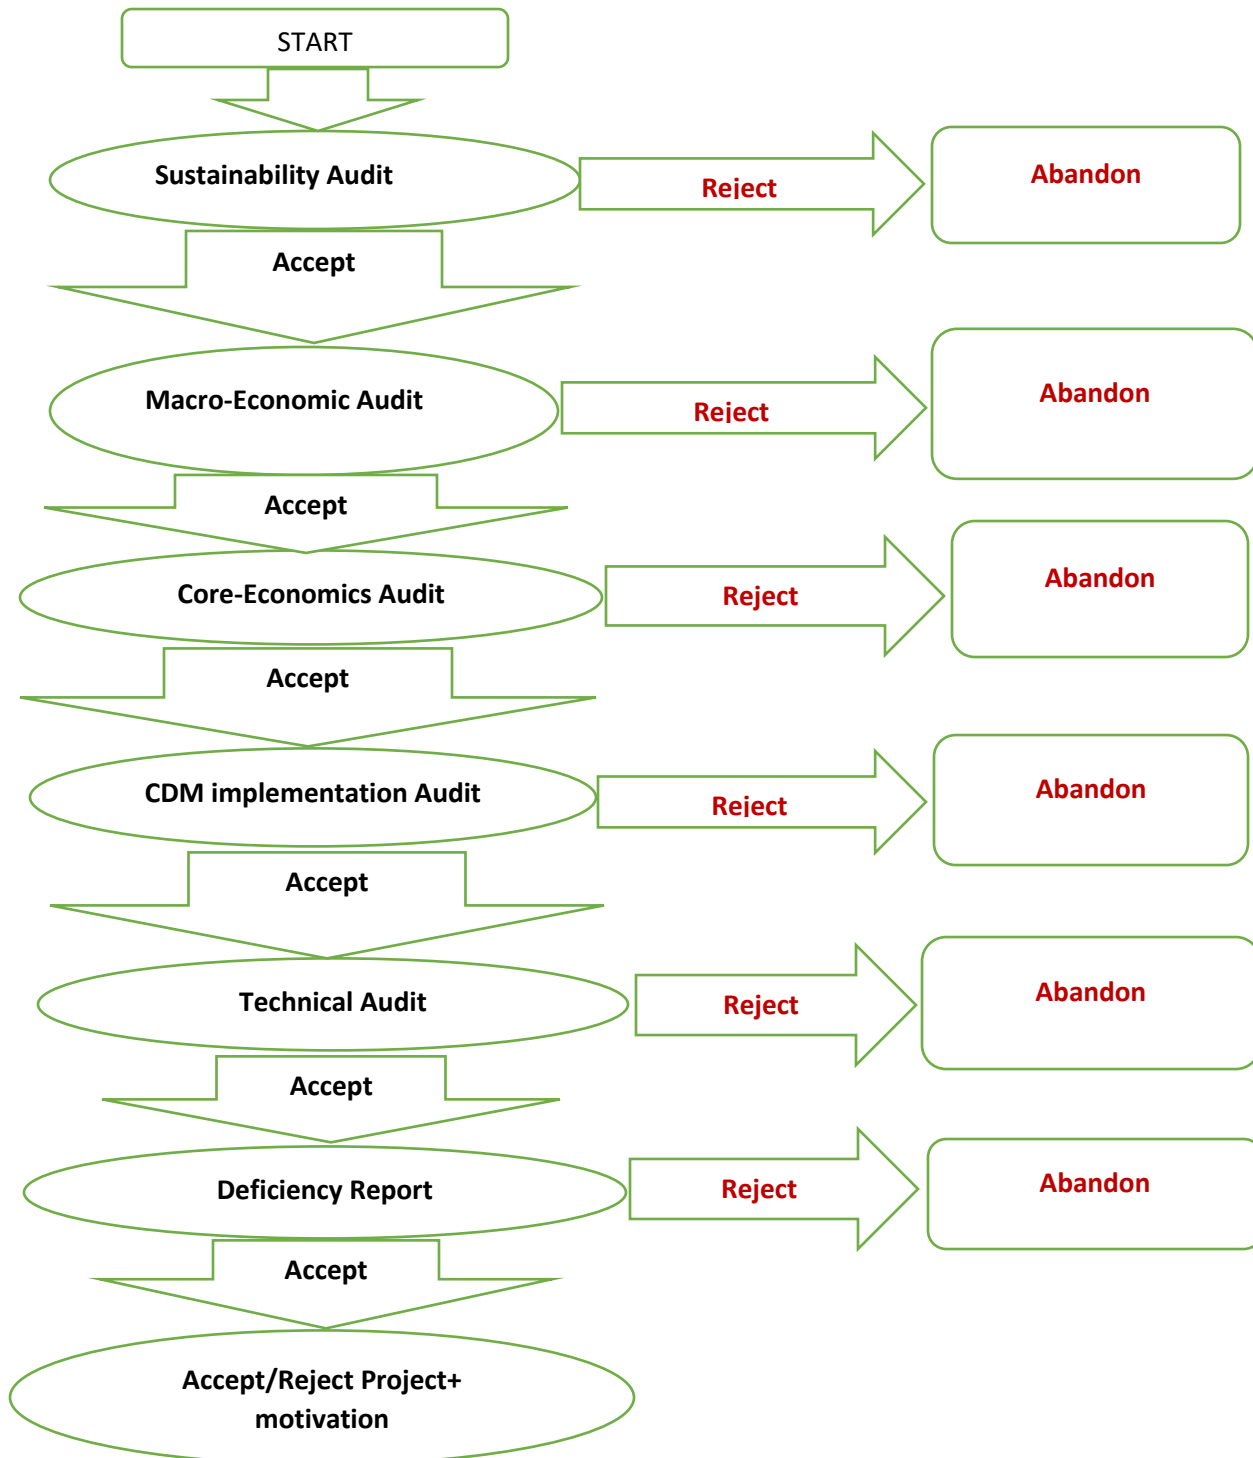 START
Sustainability Audit
Reject
Abandon
Accept
Macro-Economic Audit
Reject
Abandon
Accept
Core-Economics Audit
Reject
Abandon
Accept
CDM implementation Audit
Reject
Abandon
Accept
Technical Audit
Reject
Abandon
Accept
Deficiency Report
Reject
Abandon
Accept
Accept/Reject Project+
motivation